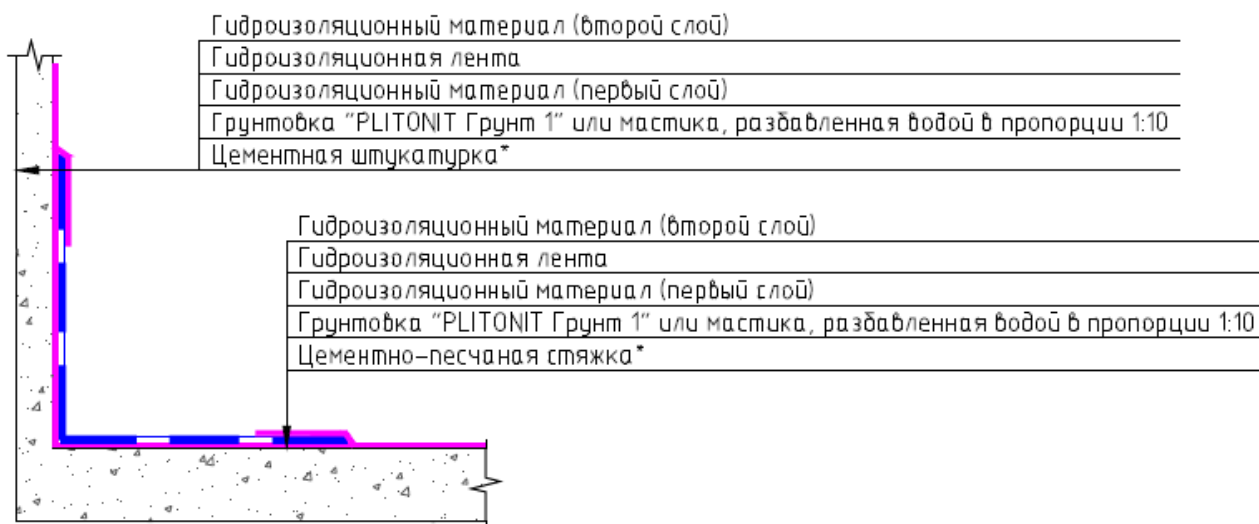 Гидроизоляционный материал (второй слой)
Гидроизоляционная лента
Гидроизоляционный материал (первый слой)
Грунтовка "PLITONIT Грунт 1" или мастика, разбавленная водой в пропорции 1:10
Цементная штукатурка*
Гидроизоляционный материал (второй слой)
Гидроизоляционная лента
Гидроизоляционный материал (первый слой)
Грунтовка "PLITONIT Грунт 1" или мастика, разбавленная водой в пропорции 1:10
Цементно-песчаная стяжка*